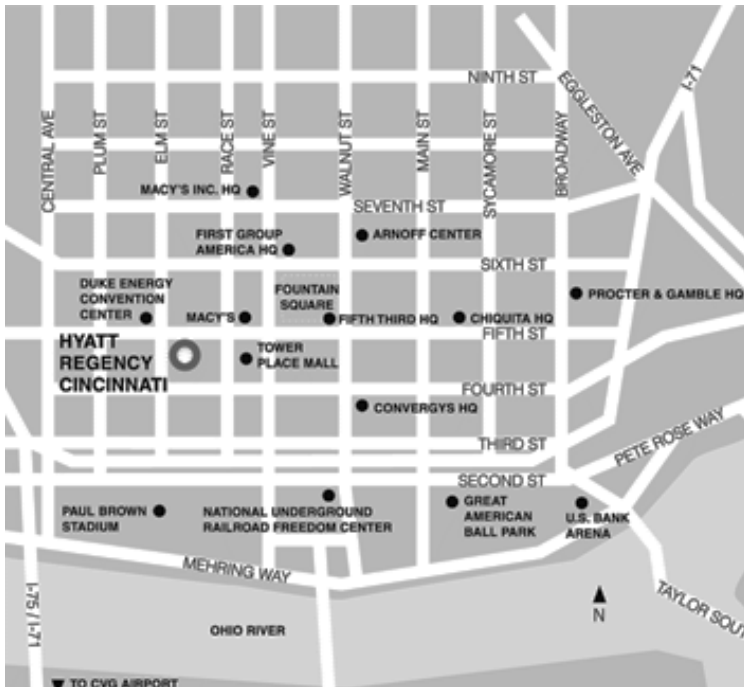 NINTH ST
EGGLESTON AVE
I-71
CENTRAL AVE
PLUM ST
ELM ST
RACE ST
VINE ST
WALNUT ST
MAIN ST
SYCAMORE ST
BROADWAY
MACY'S INC. HQ
SEVENTH ST
FIRST GROUP
AMERICA HQ
ARNOFF CENTER
SIXTH ST
DUKE ENERGY
CONVENTION
CENTER
FOUNTAIN
SQUARE
PROCTER & GAMBLE HQ
MACY'S
FIFTH THIRD HQ
CHIQUITA HQ
FIFTH ST
HYATT
REGENCY
CINCINNATI
TOWER
PLACE MALL
FOURTH ST
CONVERGYS HQ
THIRD ST
PETE ROSE WAY
SECOND ST
PAUL BROWN
STADIUM
NATIONAL UNDERGROUND
RAILROAD FREEDOM CENTER
GREAT
AMERICAN
BALL PARK
U.S. BANK
ARENA
MEHRING WAY
I-75 / I-71
N
TAYLOR SOUT
OHIO RIVER
TO CVG AIRPORT